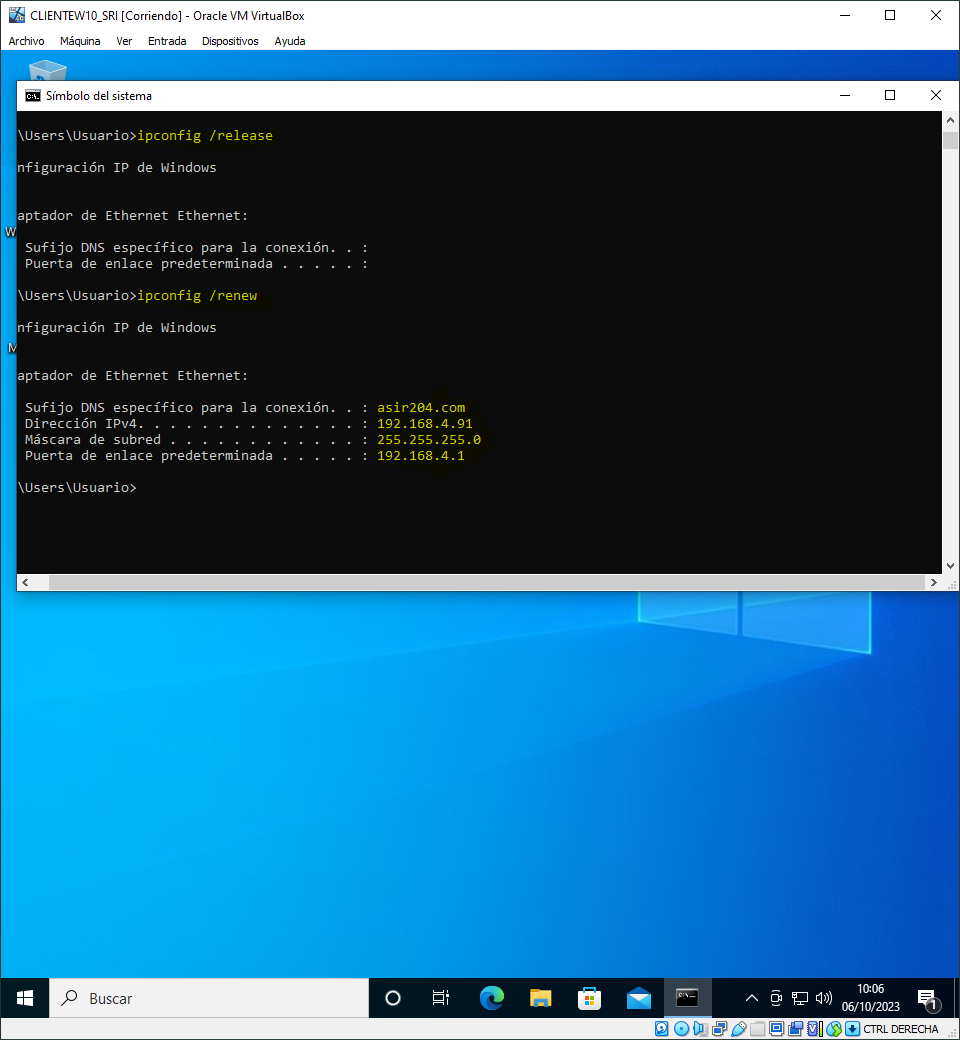 CLIENTEW10_SRI [Corriendo] - Oracle VM VirtualBox
Archivo Máquina Ver Entrada Dispositivos Ayuda
Símbolo del sistema
\Users\Usuario>ipconfig /release
nfiguración IP de Windows
aptador de Ethernet Ethernet:
Sufijo DNS específico para la conexión. . :
Puerta de enlace predeterminada . . . . . :
\Users\Usuario>ipconfig /renew
nfiguración IP de Windows
aptador de Ethernet Ethernet:
Sufijo DNS específico para la conexión. . : asir204.com
Dirección IPv4. . . . . . . . . . . . . . : 192.168.4.91
Máscara de subred . . . . . . . . . . . . : 255.255.255.0
Puerta de enlace predeterminada . . . . . : 192.168.4.1
\Users\Usuario>
W
M
Buscar
10:06
06/10/2023
1
CTRL DERECHA